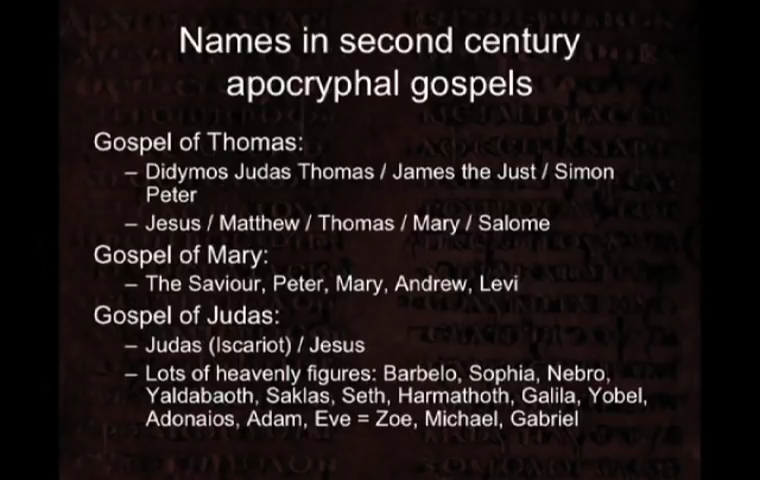 Names in second century
apocryphal gospels
Gospel of Thomas:
– Didymos Judas Thomas / James the Just / Simon
Peter
– Jesus / Matthew / Thomas / Mary / Salome
Gospel of Mary:
– The Saviour, Peter, Mary, Andrew, Levi
Gospel of Judas:
– Judas (Iscariot) / Jesus
– Lots of heavenly figures: Barbelo, Sophia, Nebro,
Yaldabaoth, Saklas, Seth, Harmathoth, Galila, Yobel,
Adonaios, Adam, Eve = Zoe, Michael, Gabriel